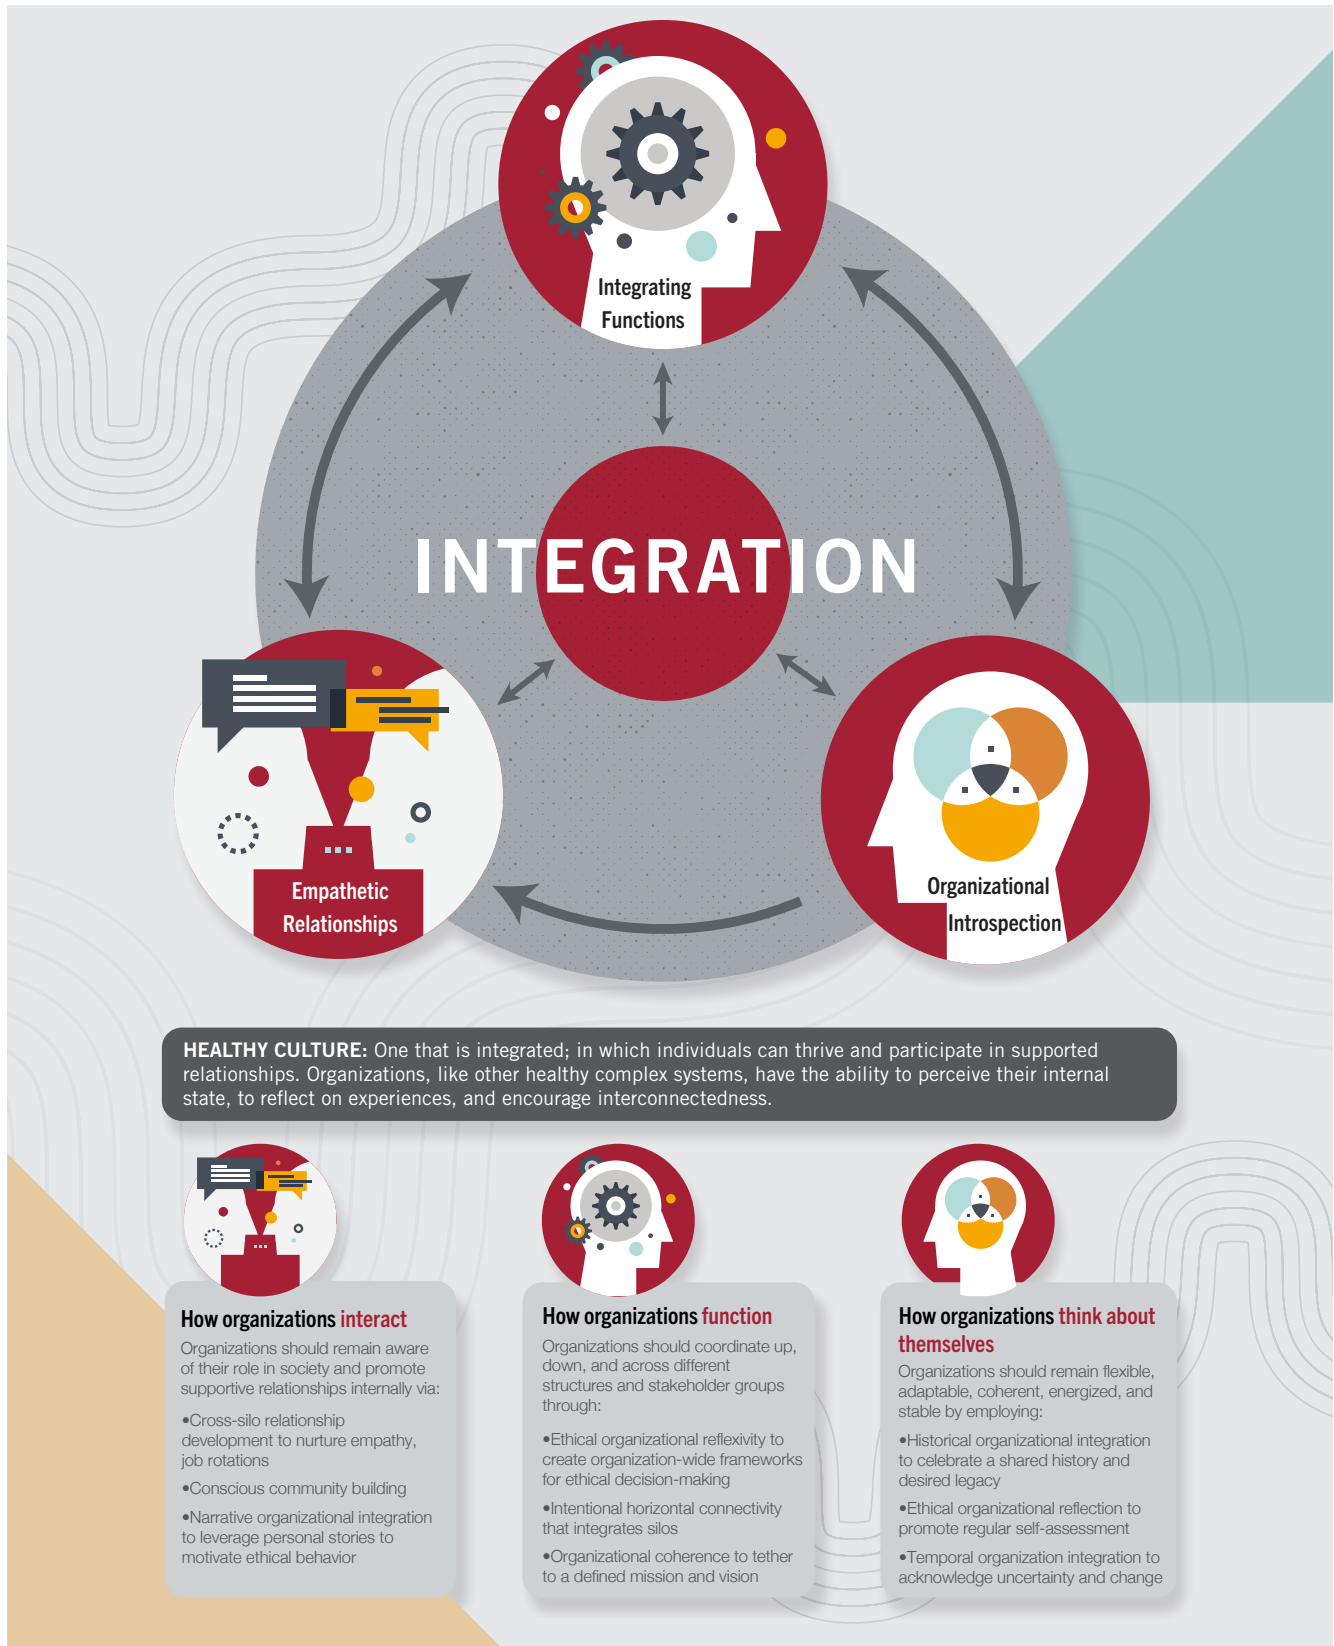 Integrating
Functions
INTEGRATION
Empathetic
Relationships
Organizational
Introspection
HEALTHY CULTURE: One that is integrated; in which individuals can thrive and participate in supported
relationships. Organizations, like other healthy complex systems, have the ability to perceive their internal
state, to reflect on experiences, and encourage interconnectedness.
How organizations interact
Organizations should remain aware
of their role in society and promote
supportive relationships internally via:
•Cross-silo relationship
development to nurture empathy,
job rotations
•Conscious community building
•Narrative organizational integration
to leverage personal stories to
motivate ethical behavior
How organizations function
Organizations should coordinate up,
down, and across different
structures and stakeholder groups
through:
•Ethical organizational reflexivity to
create organization-wide frameworks
for ethical decision-making
•Intentional horizontal connectivity
that integrates silos
•Organizational coherence to tether
to a defined mission and vision
How organizations think about
themselves
Organizations should remain flexible,
adaptable, coherent, energized, and
stable by employing:
•Historical organizational integration
to celebrate a shared history and
desired legacy
•Ethical organizational reflection to
promote regular self-assessment
•Temporal organization integration to
acknowledge uncertainty and change